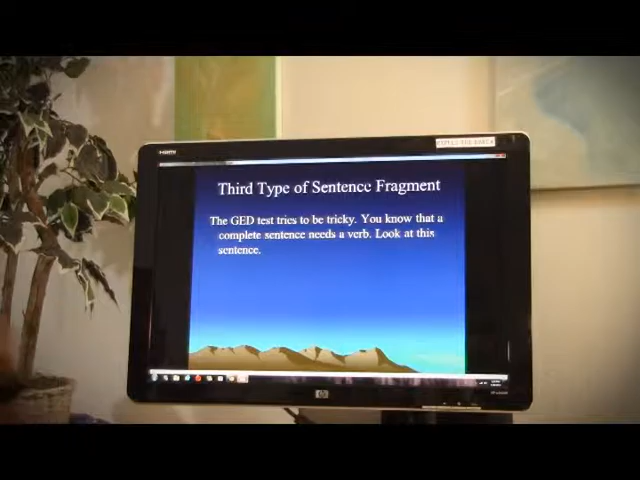 Third Type of Sentence Fragment
The GED test tries to be tricky. You know that a
complete sentence needs a verb. Look at this
sentence.
hp